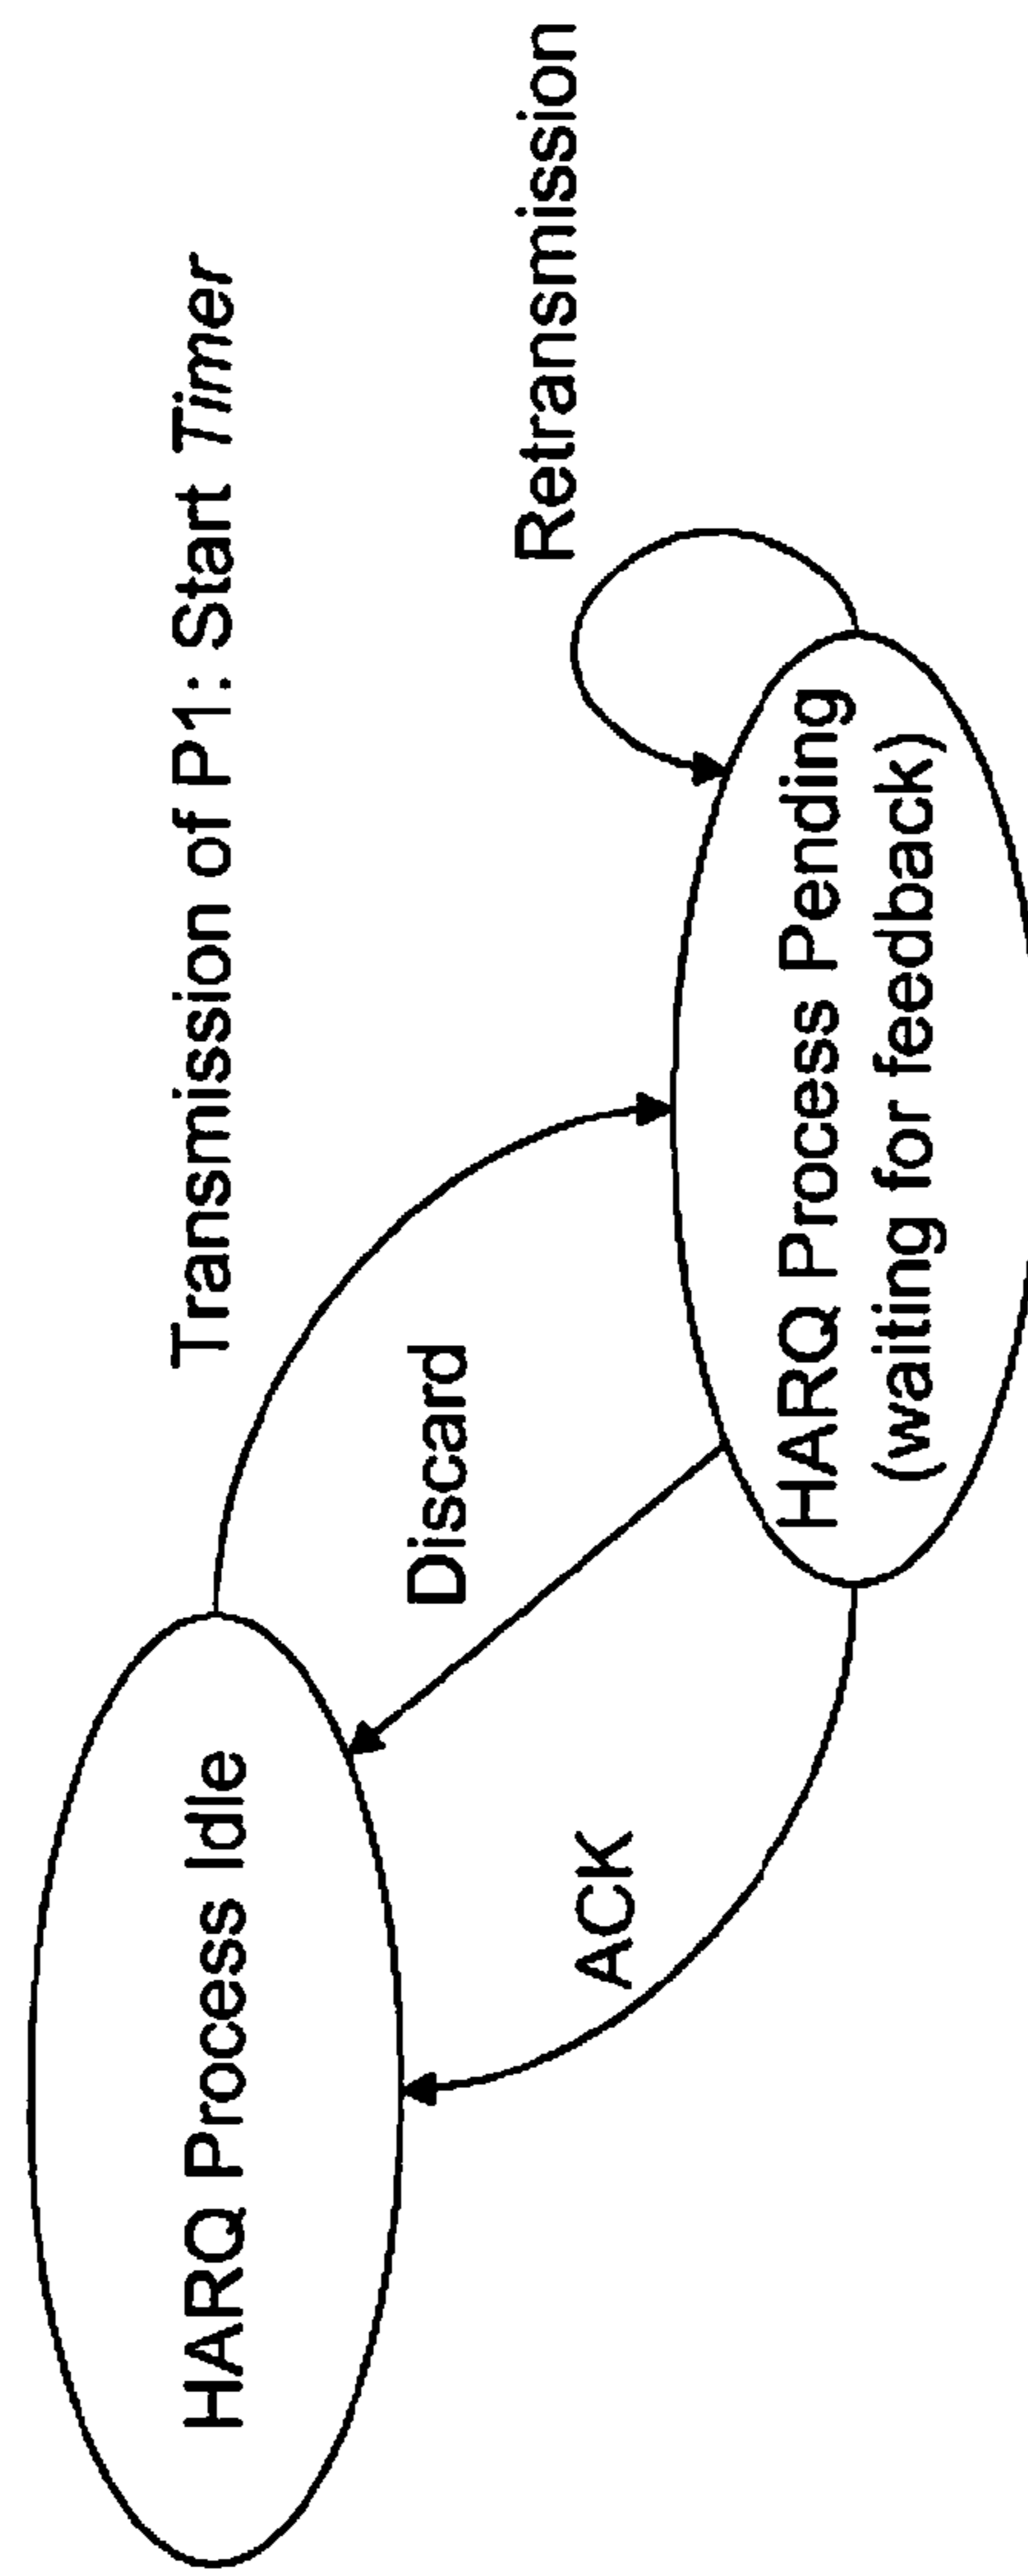 Transmission of P1: Start Timer
HARQ Process Idle
Discard
Retransmission
ACK
HARQ Process Pending
(waiting for feedback)